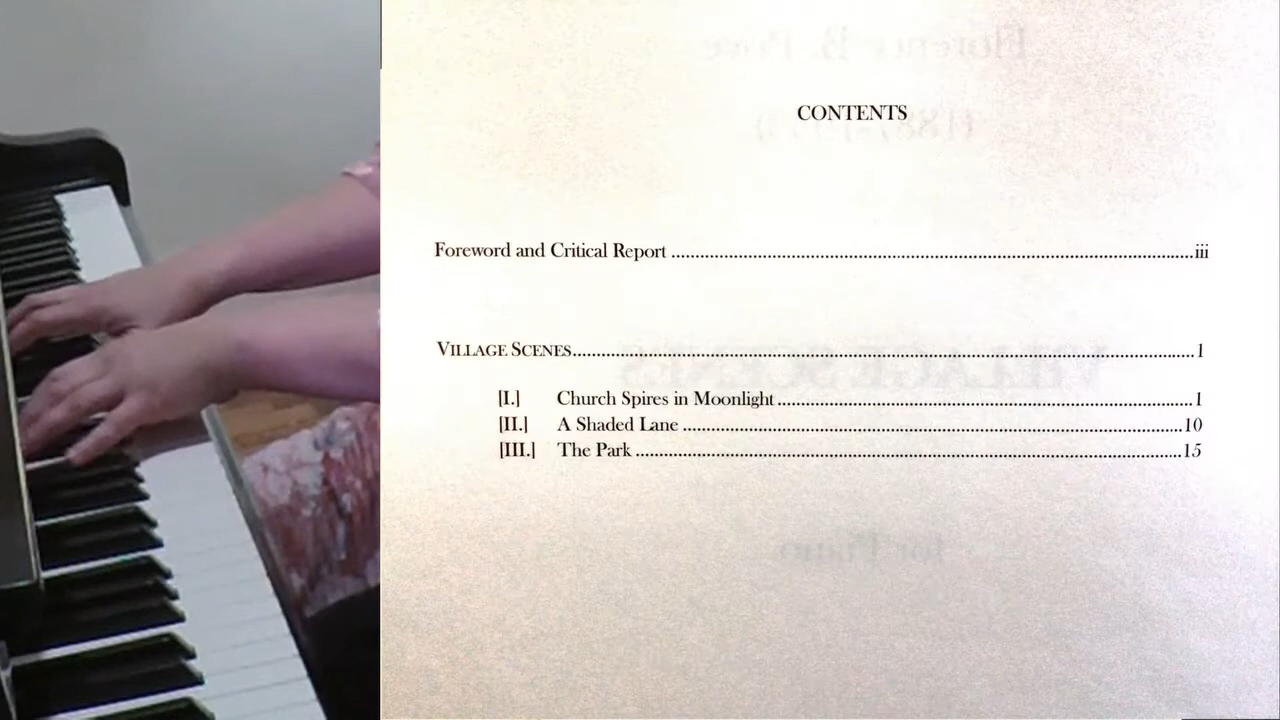 CONTENTS
Foreword and Critical Report ........ iii
VILLAGE SCENES ........ 1
[I.] Church Spires in Moonlight ........ 1
[II.] A Shaded Lane ........ 10
[III.] The Park ........ 15